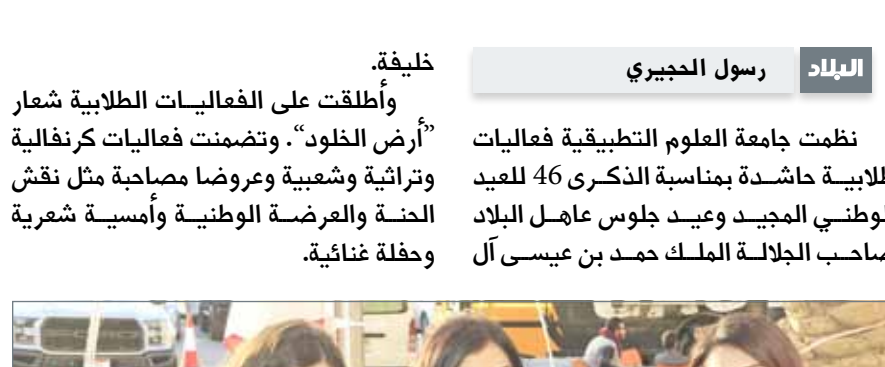 البلاد
رسول الحجيري
نظمت جامعة العلوم التطبيقية فعاليات
طلابية حاشدة بمناسبة الذكرى 46 للعيد
الوطني المجيد وعيد جلوس عاهل البلاد
صاحب الجلالة الملك حمد بن عيسى آل
خليفة.
وأطلقت على الفعاليات الطلابية شعار
”أرض الخلود“. وتضمنت فعاليات كرنفالية
وتراثية وشعبية وعروضا مصاحبة مثل نقش
الحنة والعرضة الوطنية وأمسية شعرية
وحفلة غنائية.